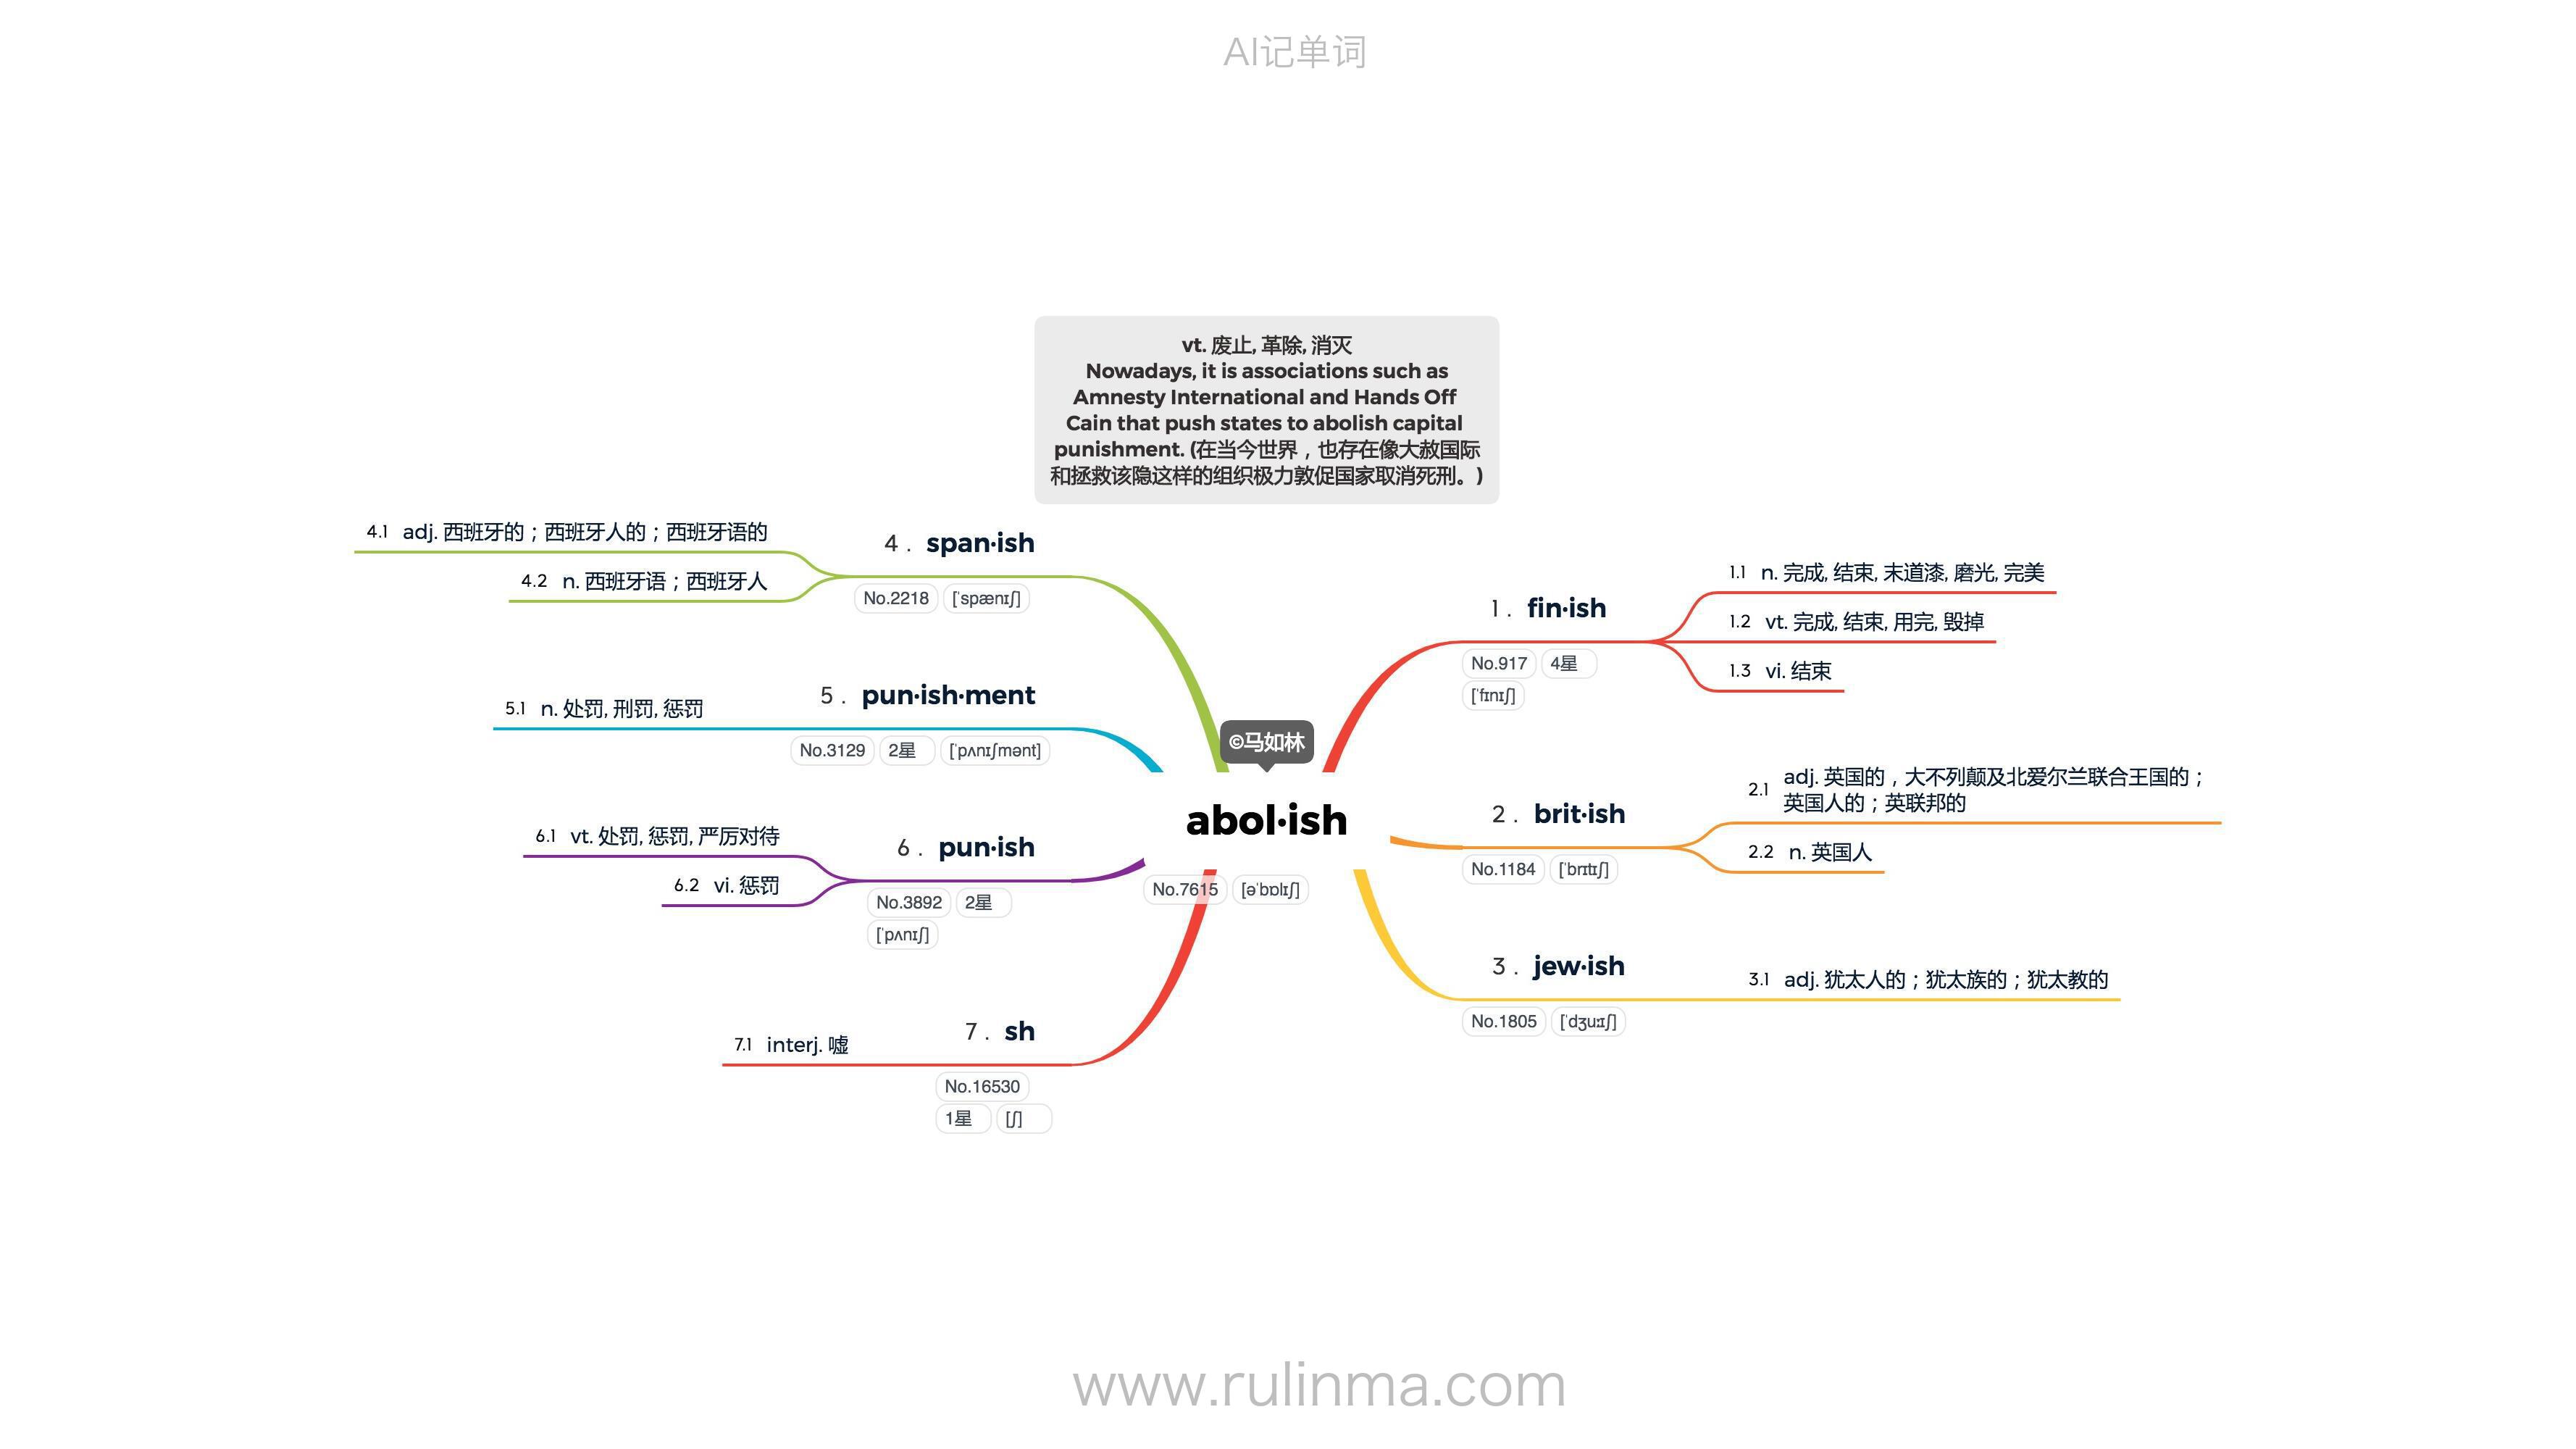 AI记单词
vt. 废止, 革除, 消灭
Nowadays, it is associations such as
Amnesty International and Hands Off
Cain that push states to abolish capital
punishment. (在当今世界，也存在像大赦国际
和拯救该隐这样的组织极力敦促国家取消死刑。)
©马如林
abol·ish
No.7615 [ə'bɒlɪʃ]
1. fin·ish
No.917 4星
['fɪnɪʃ]
1.1 n. 完成, 结束, 末道漆, 磨光, 完美
1.2 vt. 完成, 结束, 用完, 毁掉
1.3 vi. 结束
2. brit·ish
No.1184 ['brɪtɪʃ]
2.1 adj. 英国的，大不列颠及北爱尔兰联合王国的；
英国人的；英联邦的
2.2 n. 英国人
3. jew·ish
No.1805 ['dʒu:ɪʃ]
3.1 adj. 犹太人的；犹太族的；犹太教的
4. span·ish
No.2218 ['spænɪʃ]
4.1 adj. 西班牙的；西班牙人的；西班牙语的
4.2 n. 西班牙语；西班牙人
5. pun·ish·ment
No.3129 2星 ['pʌnɪʃmənt]
5.1 n. 处罚, 刑罚, 惩罚
6. pun·ish
No.3892 2星
['pʌnɪʃ]
6.1 vt. 处罚, 惩罚, 严厉对待
6.2 vi. 惩罚
7. sh
No.16530
1星 [ʃ]
7.1 interj. 嘘
www.rulinma.com